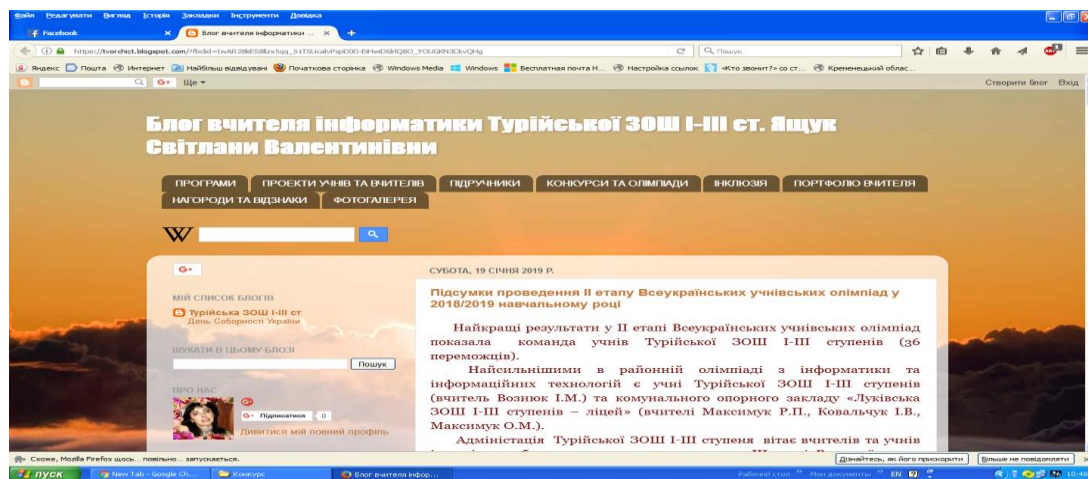 Файл Редагувати Вигляд Історія Закладки Інструменти Довідка
Facebook
Блог вчителя інформатики ...
Пошук
Яндекс Пошта Интернет Найбільш відвідувані Початкова сторінка Windows Media Windows Бесплатная почта H... Настройка ссылок «Кто звонит?» со ст... Кременецький облас...
G+ Ще
Створити блог Вхід
Блог вчителя інформатики Турійської ЗОШ І-ІІІ ст. Ящук
Світлани Валентинівни
ПРОГРАМИ ПРОЕКТИ УЧНІВ ТА ВЧИТЕЛІВ ПІДРУЧНИКИ КОНКУРСИ ТА ОЛІМПІАДИ ІНКЛЮЗІЯ ПОРТФОЛІО ВЧИТЕЛЯ
НАГОРОДИ ТА ВІДЗНАКИ ФОТОГАЛЕРЕЯ
W
G+
МІЙ СПИСОК БЛОГІВ
Турійська ЗОШ І-ІІІ ст
День Соборності України
ШУКАТИ В ЦЬОМУ БЛОЗІ
Пошук
ПРО НАС
G+ Підписатися 0
Дивитися мій повний профіль
СУБОТА, 19 СІЧНЯ 2019 Р.
Підсумки проведення ІІ етапу Всеукраїнських учнівських олімпіад у
2018/2019 навчальному році
Найкращі результати у ІІ етапі Всеукраїнських учнівських олімпіад
показала команда учнів Турійської ЗОШ І-ІІІ ступенів (36
переможців).
Найсильнішими в районній олімпіаді з інформатики та
інформаційних технологій є учні Турійської ЗОШ І-ІІІ ступенів
(вчитель Вознюк І.М.) та комунального опорного закладу «Луківська
ЗОШ І-ІІІ ступенів – ліцей» (вчителі Максимук Р.П., Ковальчук І.В.,
Максимук О.М.).
Адміністація Турійської ЗОШ І-ІІІ ступеня вітає вчителів та учнів
Схоже, Mozilla Firefox щось... повільно... запускається.
Дізнайтесь, як його прискорити
Більше не повідомляти
пуск
New Tab - Google Ch...
Конкурс
Блог вчителя інфор...
Рабочий стол
Мои документы
EN
10:48